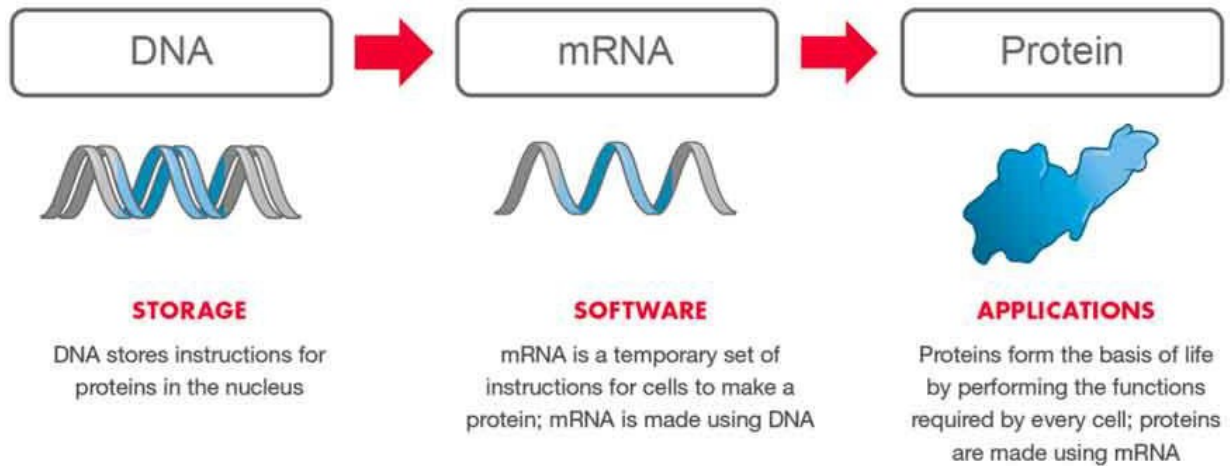 DNA
mRNA
Protein
STORAGE
DNA stores instructions for
proteins in the nucleus
SOFTWARE
mRNA is a temporary set of
instructions for cells to make a
protein; mRNA is made using DNA
APPLICATIONS
Proteins form the basis of life
by performing the functions
required by every cell; proteins
are made using mRNA